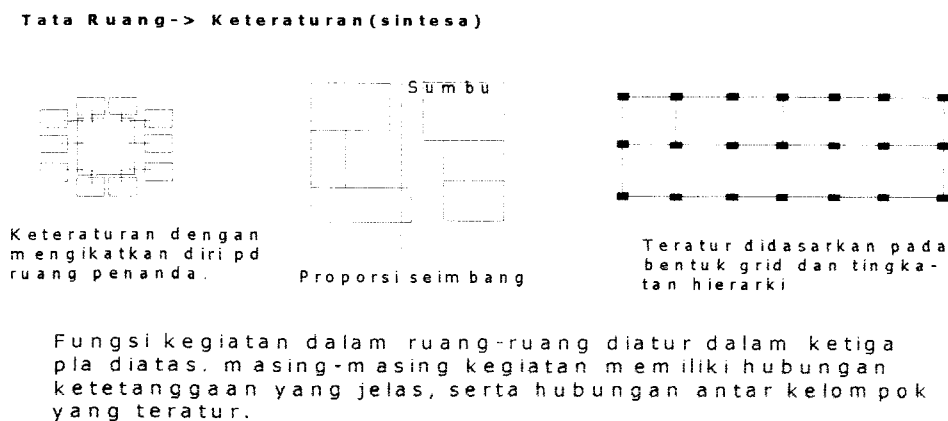 Tata Ruang-> Keteraturan(sintesa)
Sumbu
Keteraturan dengan
mengikatkan diri pd
ruang penanda.
Proporsi seimbang
Teratur didasarkan pada
bentuk grid dan tingka-
tan hierarki
Fungsi kegiatan dalam ruang-ruang diatur dalam ketiga
pla diatas. masing-masing kegiatan memiliki hubungan
ketetanggaan yang jelas, serta hubungan antar kelompok
yang teratur.